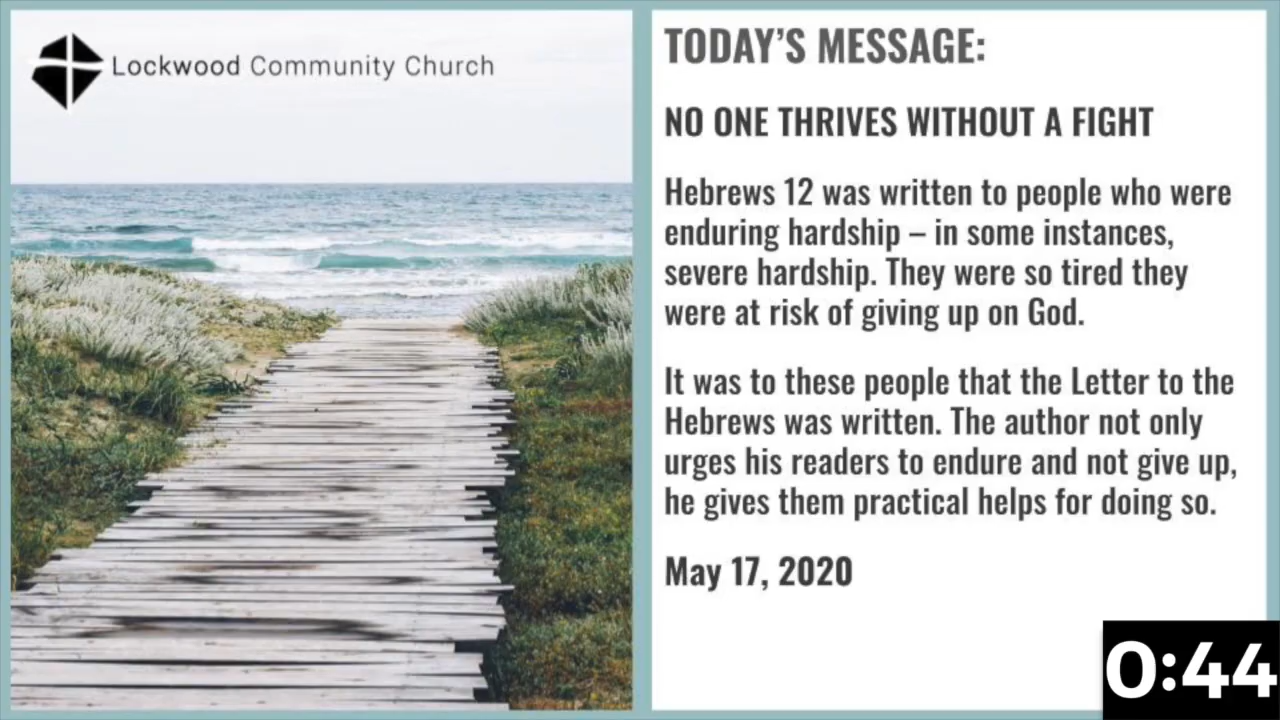 Lockwood Community Church
TODAY’S MESSAGE:
NO ONE THRIVES WITHOUT A FIGHT
Hebrews 12 was written to people who were
enduring hardship – in some instances,
severe hardship. They were so tired they
were at risk of giving up on God.
It was to these people that the Letter to the
Hebrews was written. The author not only
urges his readers to endure and not give up,
he gives them practical helps for doing so.
May 17, 2020
0:44